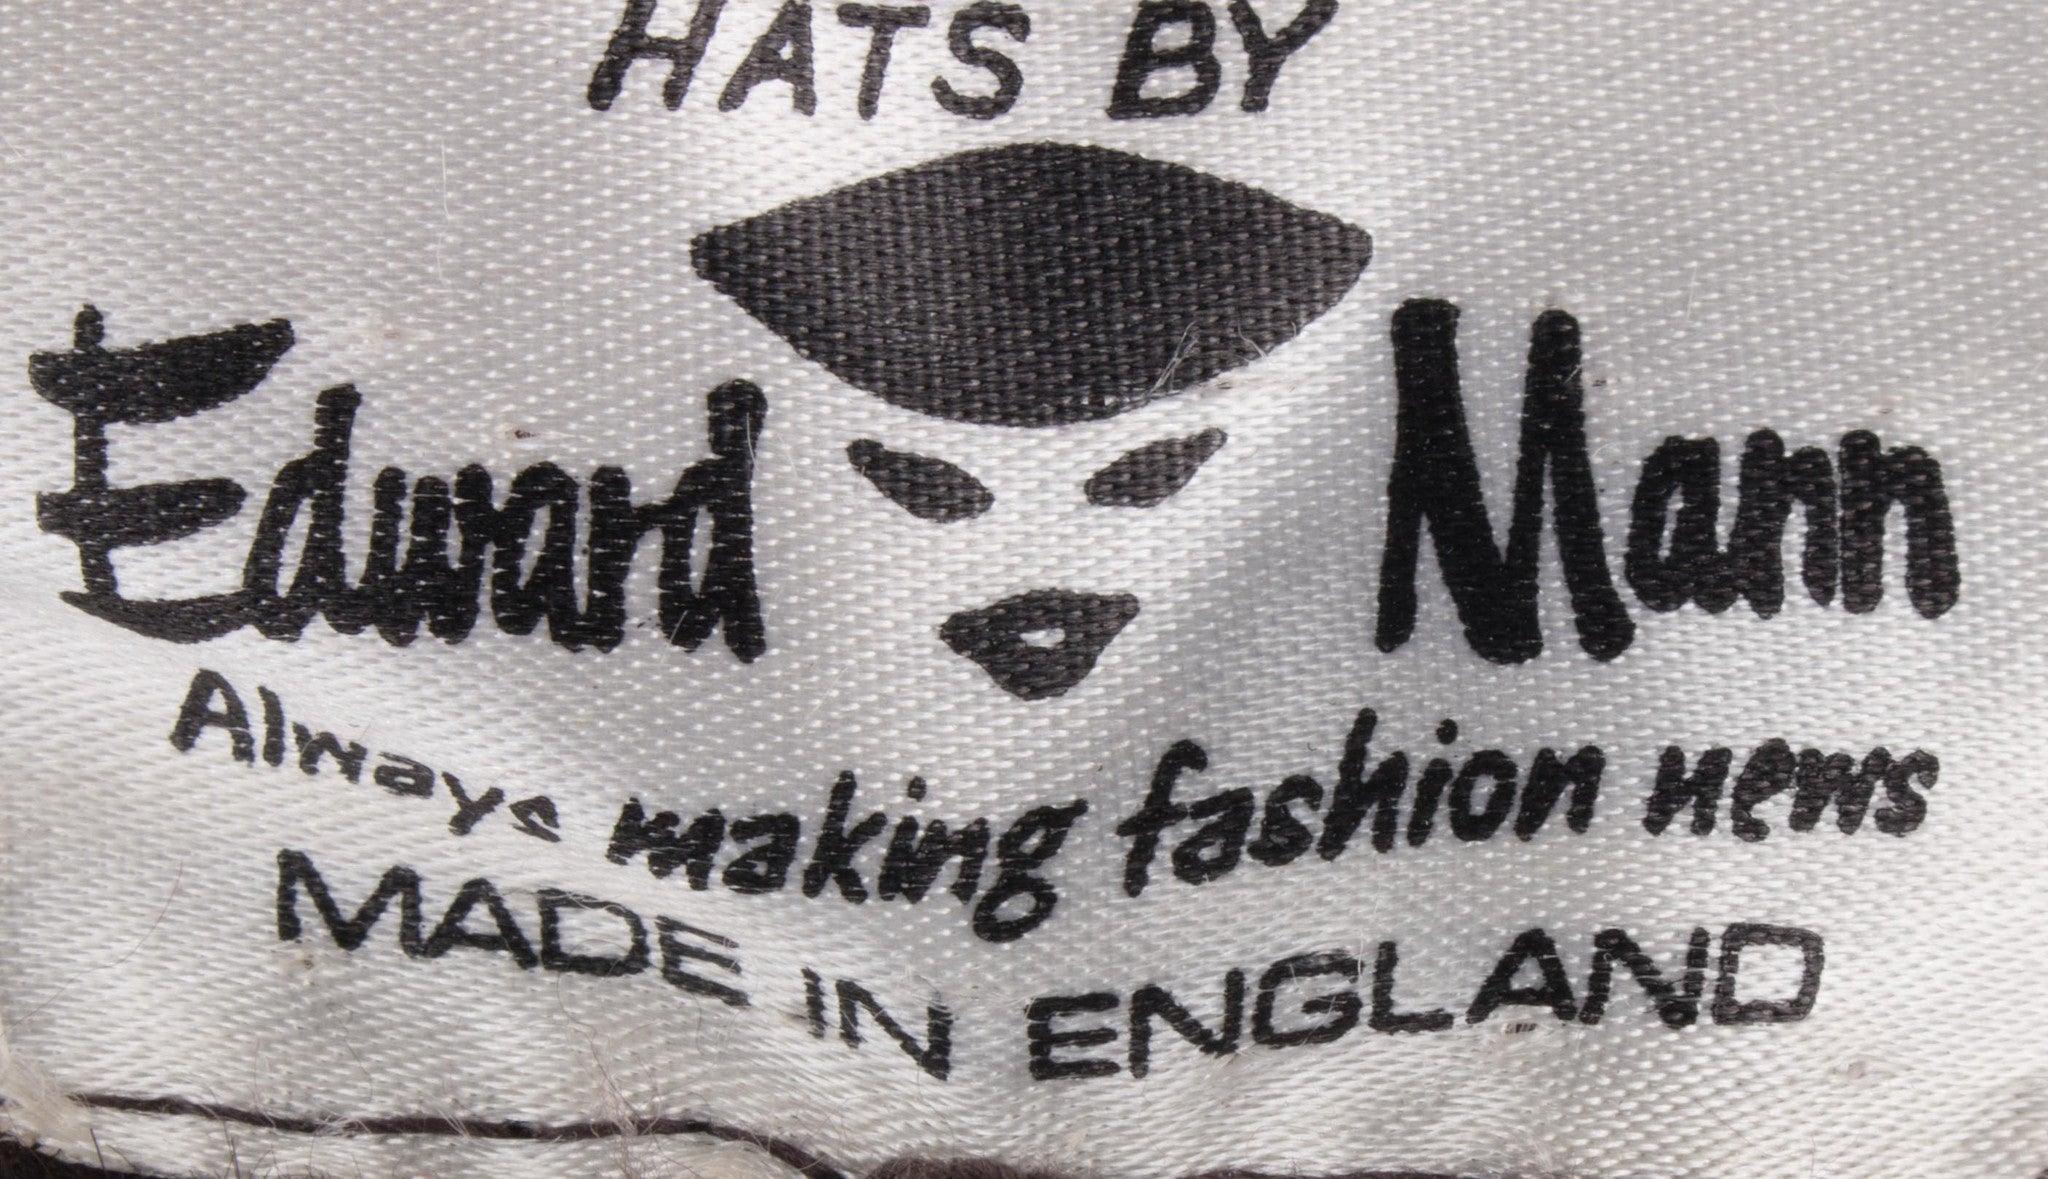 HATS BY
Edward Mann
Always making fashion news
MADE IN ENGLAND